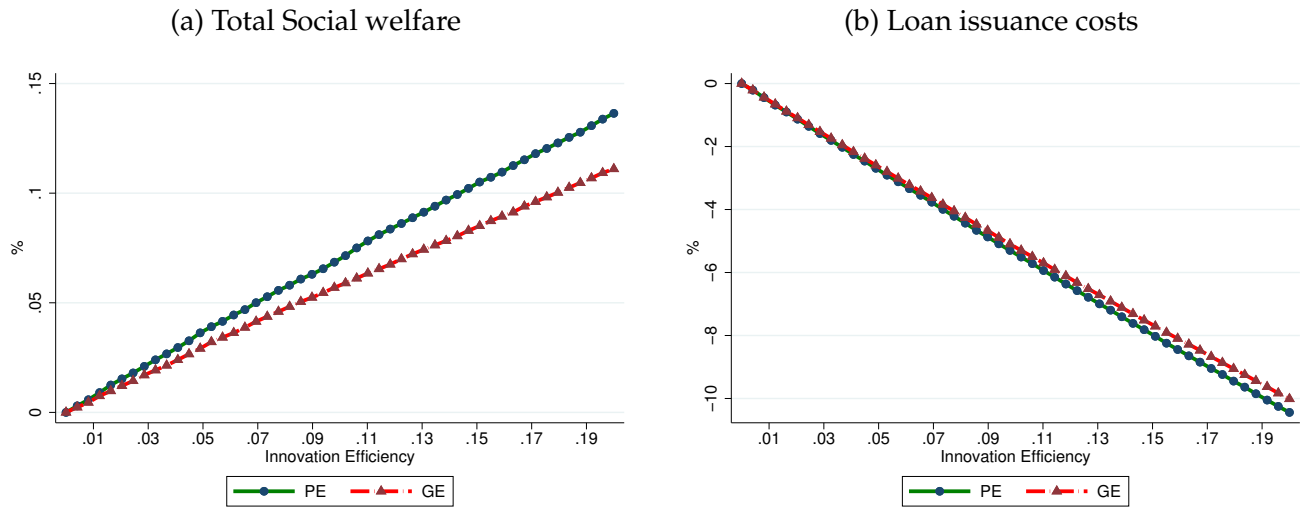 (a) Total Social welfare
.15
.1
%
.05
0
.01 .03 .05 .07 .09 .11 .13 .15 .17 .19
Innovation Efficiency
PE GE
(b) Loan issuance costs
0
−2
−4
%
−6
−8
−10
.01 .03 .05 .07 .09 .11 .13 .15 .17 .19
Innovation Efficiency
PE GE